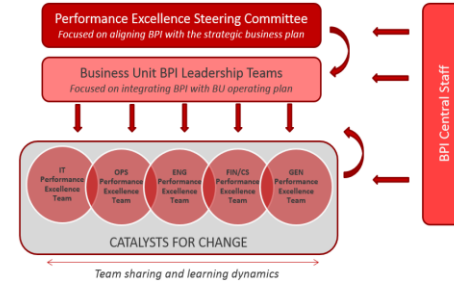 Performance Excellence Steering Committee
Focused on aligning BPI with the strategic business plan
Business Unit BPI Leadership Teams
Focused on integrating BPI with BU operating plan
BPI Central Staff
IT
Performance
Excellence
Team
OPS
Performance
Excellence
Team
ENG
Performance
Excellence
Team
FIN/CS
Performance
Excellence
Team
GEN
Performance
Excellence
Team
CATALYSTS FOR CHANGE
Team sharing and learning dynamics